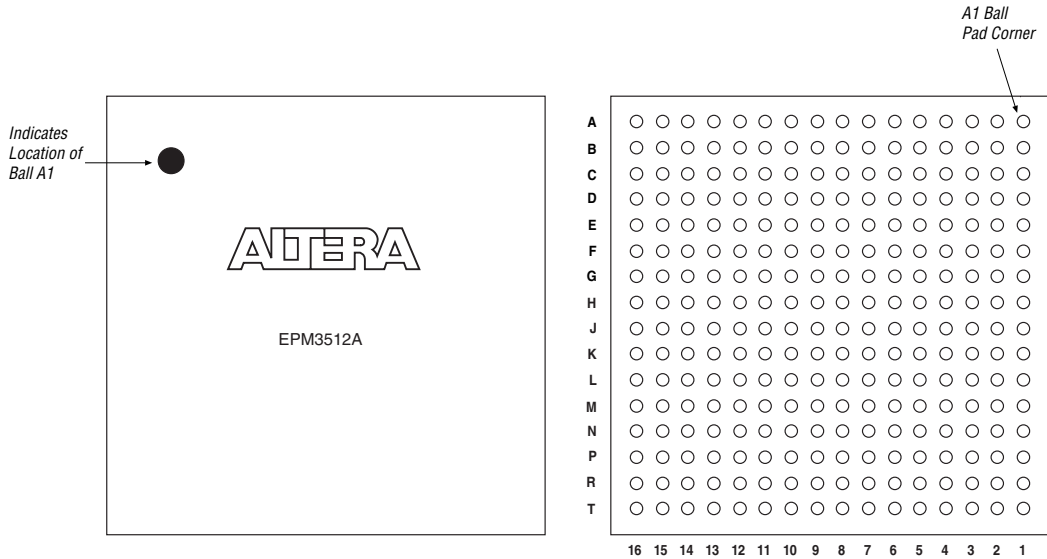 A1 Ball
Pad Corner
Indicates
Location of
Ball A1
ALTERA
EPM3512A
A
B
C
D
E
F
G
H
J
K
L
M
N
P
R
T
16 15 14 13 12 11 10 9 8 7 6 5 4 3 2 1